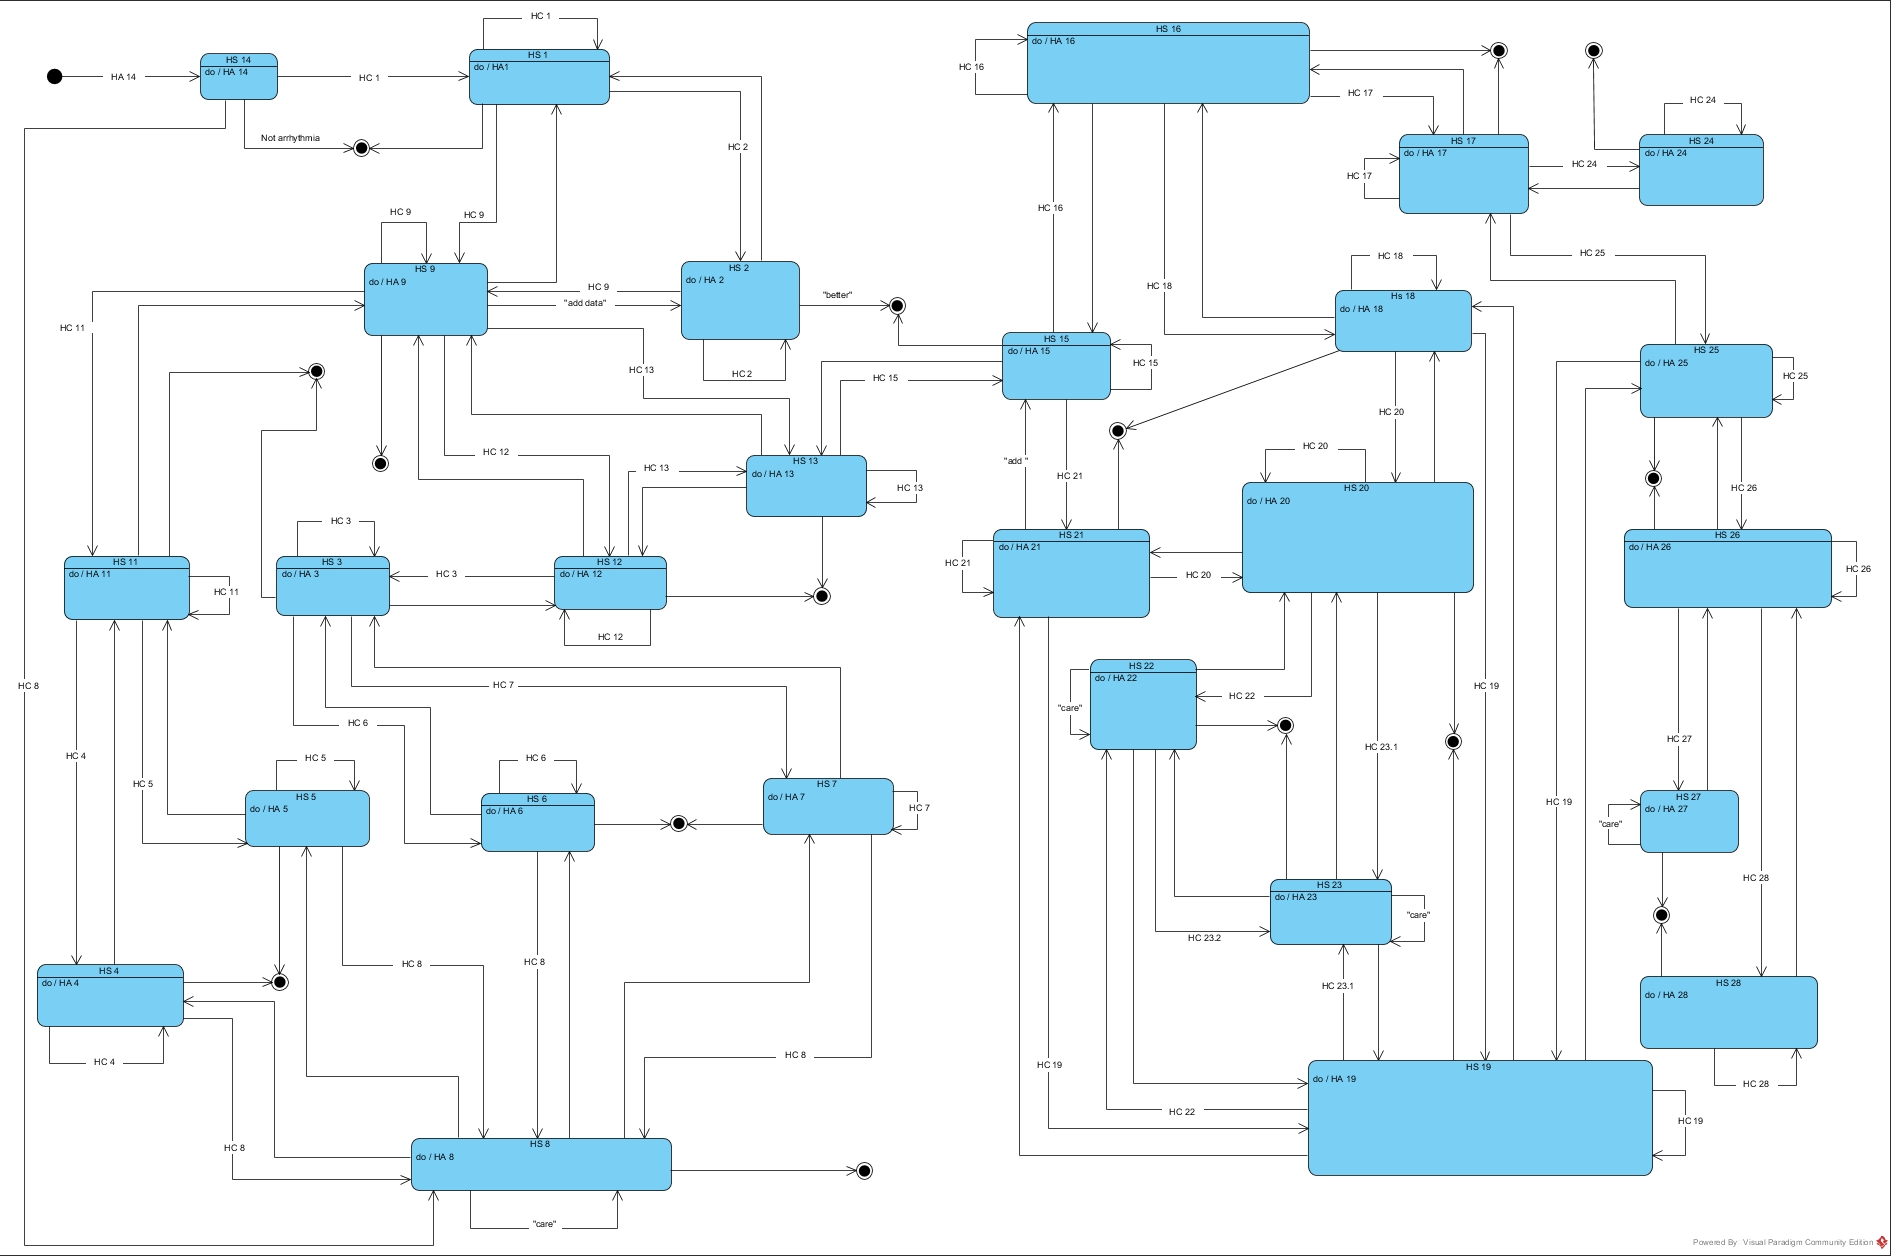 HC 1
HS 14
do / HA 14
HA 14
HC 1
HS 1
do / HA1
Not arrhythmia
HC 2
HC 9
HC 9
HS 9
do / HA 9
HC 9
"add data"
HS 2
do / HA 2
"better"
HC 2
HC 11
HC 13
HC 15
HC 12
HC 13
HS 13
do / HA 13
HC 13
HC 3
HS 11
do / HA 11
HC 11
HS 3
do / HA 3
HC 3
HS 12
do / HA 12
HC 12
HC 8
HC 7
HC 6
HC 4
HC 5
HC 5
HS 5
do / HA 5
HC 6
HS 6
do / HA 6
HS 7
do / HA 7
HC 7
HC 8
HC 8
HS 4
do / HA 4
HC 4
HC 8
HC 8
HS 8
do / HA 8
"care"
HS 16
do / HA 16
HC 16
HC 17
HC 24
HS 17
do / HA 17
HC 17
HC 24
HS 24
do / HA 24
HC 16
HC 18
HC 18
HC 25
Hs 18
do / HA 18
HS 15
do / HA 15
HC 15
HS 25
do / HA 25
HC 25
HC 20
"add "
HC 21
HC 20
HS 20
do / HA 20
HC 26
HS 21
do / HA 21
HC 21
HC 20
HS 26
do / HA 26
HC 26
HS 22
do / HA 22
"care"
HC 22
HC 19
HC 23.1
HC 27
HC 19
HS 27
do / HA 27
"care"
HC 28
HS 23
do / HA 23
"care"
HC 23.2
HC 23.1
HS 28
do / HA 28
HC 28
HC 19
HC 22
HS 19
do / HA 19
HC 19
Powered By Visual Paradigm Community Edition